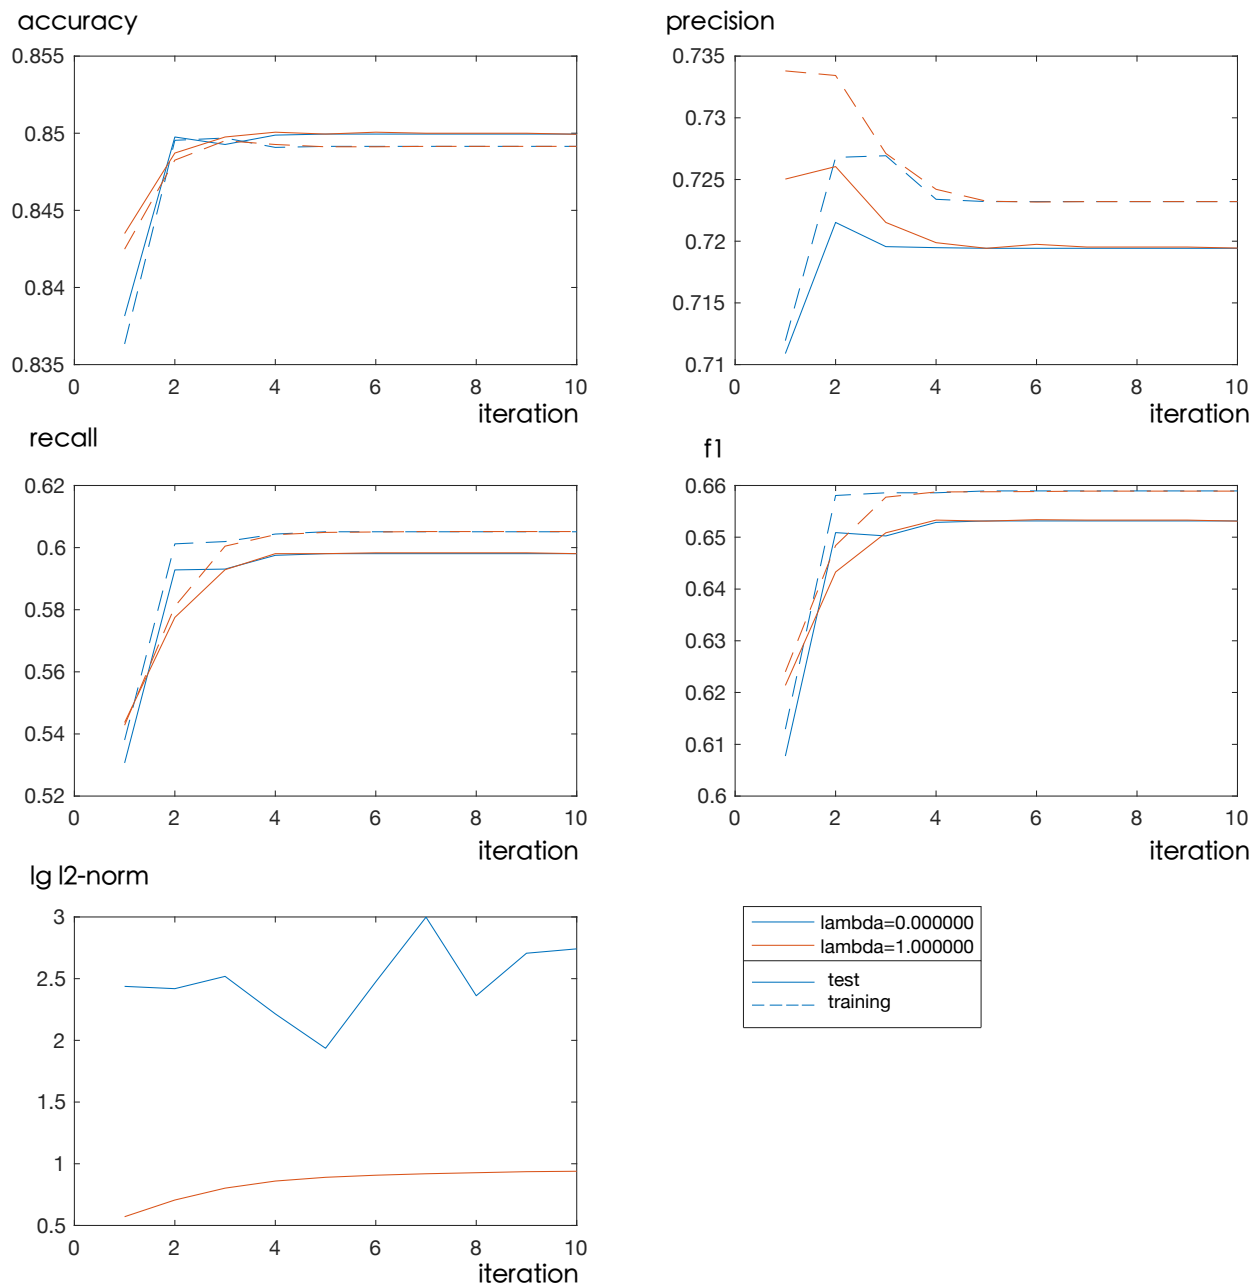 accuracy
0.855
0.85
0.845
0.84
0.835
0 2 4 6 8 10
iteration
precision
0.735
0.73
0.725
0.72
0.715
0.71
0 2 4 6 8 10
iteration
recall
0.62
0.6
0.58
0.56
0.54
0.52
0 2 4 6 8 10
iteration
f1
0.66
0.65
0.64
0.63
0.62
0.61
0.6
0 2 4 6 8 10
iteration
lg l2-norm
3
2.5
2
1.5
1
0.5
0 2 4 6 8 10
iteration
lambda=0.000000
lambda=1.000000
test
training